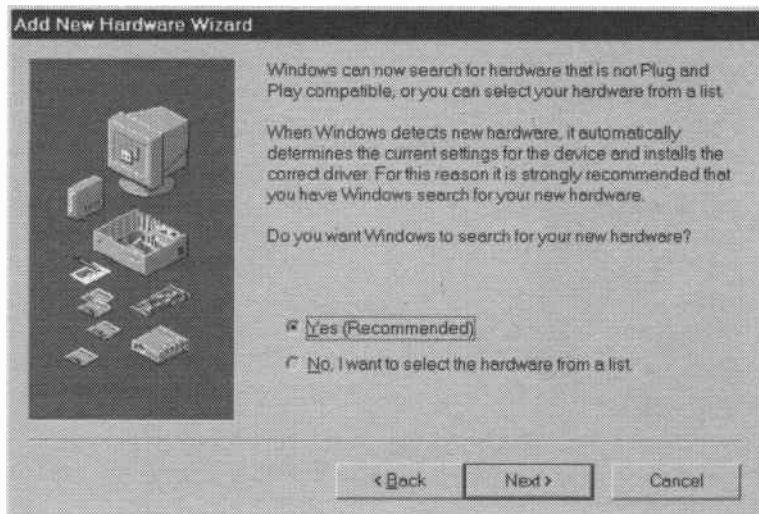 Add New Hardware Wizard
Windows can now search for hardware that is not Plug and
Play compatible, or you can select your hardware from a list.
When Windows detects new hardware, it automatically
determines the current settings for the device and installs the
correct driver. For this reason it is strongly recommended that
you have Windows search for your new hardware.
Do you want Windows to search for your new hardware?
Yes (Recommended)
No, I want to select the hardware from a list.
< Back
Next >
Cancel